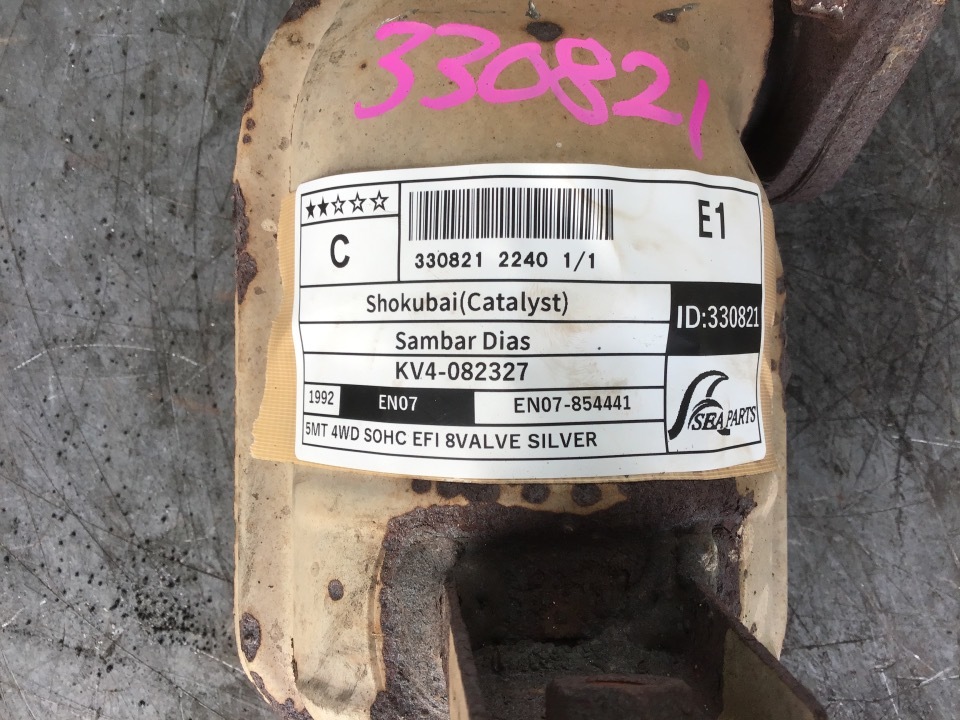 330821
★★☆☆☆
C
330821 2240 1/1
E1
Shokubai(Catalyst)
ID:330821
Sambar Dias
KV4-082327
1992 EN07 EN07-854441
SEA PARTS
5MT 4WD SOHC EFI 8VALVE SILVER